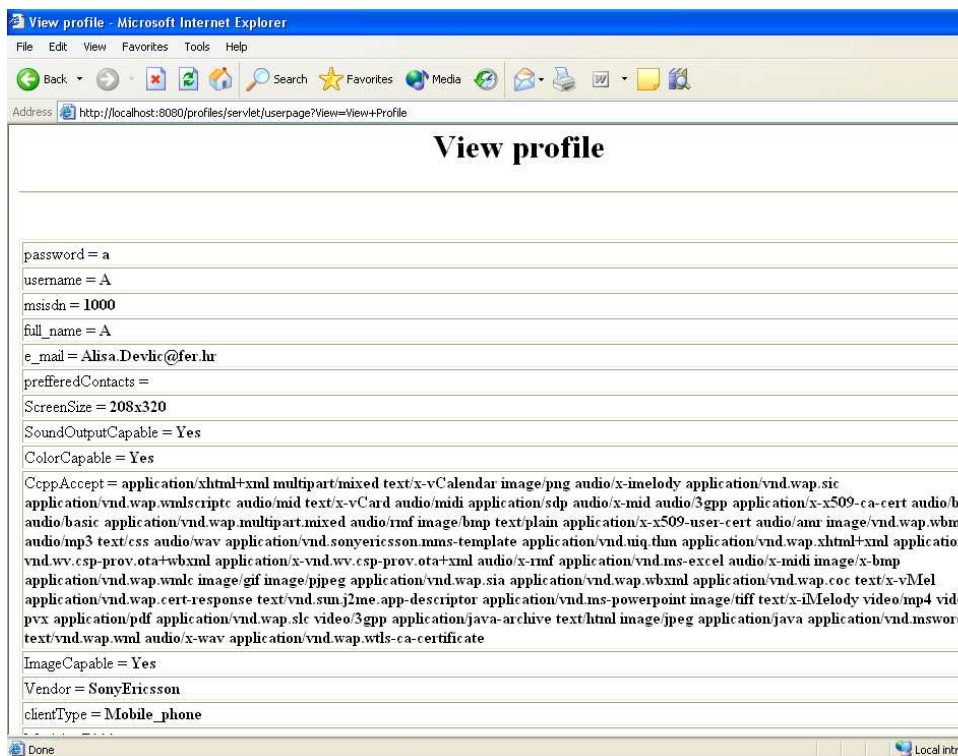 View profile - Microsoft Internet Explorer
File Edit View Favorites Tools Help
Back Search Favorites Media
Address http://localhost:8080/profiles/servlet/userpage?View=View+Profile
View profile
password = a
username = A
msisdn = 1000
full_name = A
e_mail = Alisa.Devlic@fer.hr
prefferedContacts =
ScreenSize = 208x320
SoundOutputCapable = Yes
ColorCapable = Yes
CcppAccept = application/xhtml+xml multipart/mixed text/x-vCalendar image/png audio/x-imelody application/vnd.wap.sic
application/vnd.wap.wmlscriptc audio/mid text/x-vCard audio/midi application/sdp audio/x-mid audio/3gpp application/x-x509-ca-cert audio/b
audio/basic application/vnd.wap.multipart.mixed audio/rmf image/bmp text/plain application/x-x509-user-cert audio/amr image/vnd.wap.wbm
audio/mp3 text/css audio/wav application/vnd.sonyericsson.mms-template application/vnd.uiq.thm application/vnd.wap.xhtml+xml applicatio
vnd.wv.csp-prov.ota+wbxml application/x-vnd.wv.csp-prov.ota+xml audio/x-rmf application/vnd.ms-excel audio/x-midi image/x-bmp
application/vnd.wap.wmlc image/gif image/pjpeg application/vnd.wap.sia application/vnd.wap.wbxml application/vnd.wap.coc text/x-vMel
application/vnd.wap.cert-response text/vnd.sun.j2me.app-descriptor application/vnd.ms-powerpoint image/tiff text/x-iMelody video/mp4 vid
pvx application/pdf application/vnd.wap.slc video/3gpp application/java-archive text/html image/jpeg application/java application/vnd.mswor
text/vnd.wap.wml audio/x-wav application/vnd.wap.wtls-ca-certificate
ImageCapable = Yes
Vendor = SonyEricsson
clientType = Mobile_phone
Done Local intr